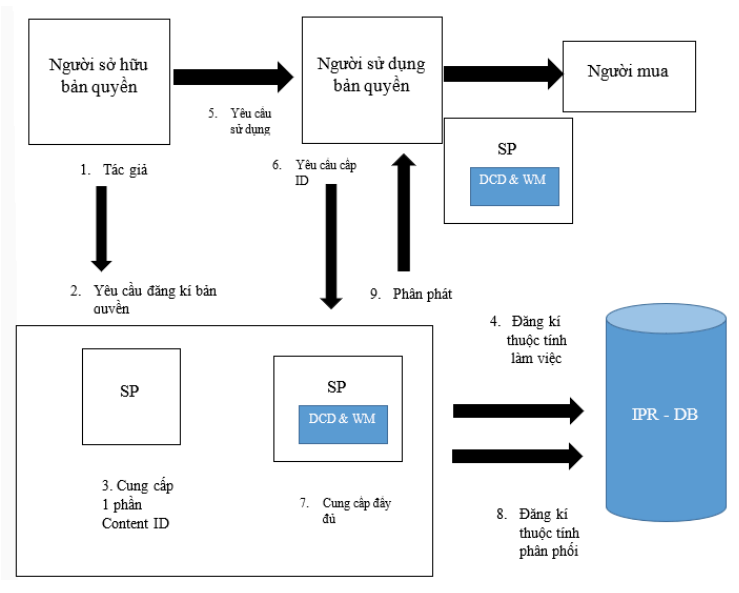 Người sở hữu
bản quyền
Người sử dụng
bản quyền
Người mua
5. Yêu cầu
sử dụng
SP
DCD & WM
1. Tác giả
6. Yêu cầu cấp
ID
2. Yêu cầu đăng kí bản
quyền
9. Phân phát
4. Đăng kí
thuộc tính
làm việc
SP
SP
DCD & WM
IPR - DB
3. Cung cấp
1 phần
Content ID
7. Cung cấp đầy
đủ
8. Đăng kí
thuộc tính
phân phối